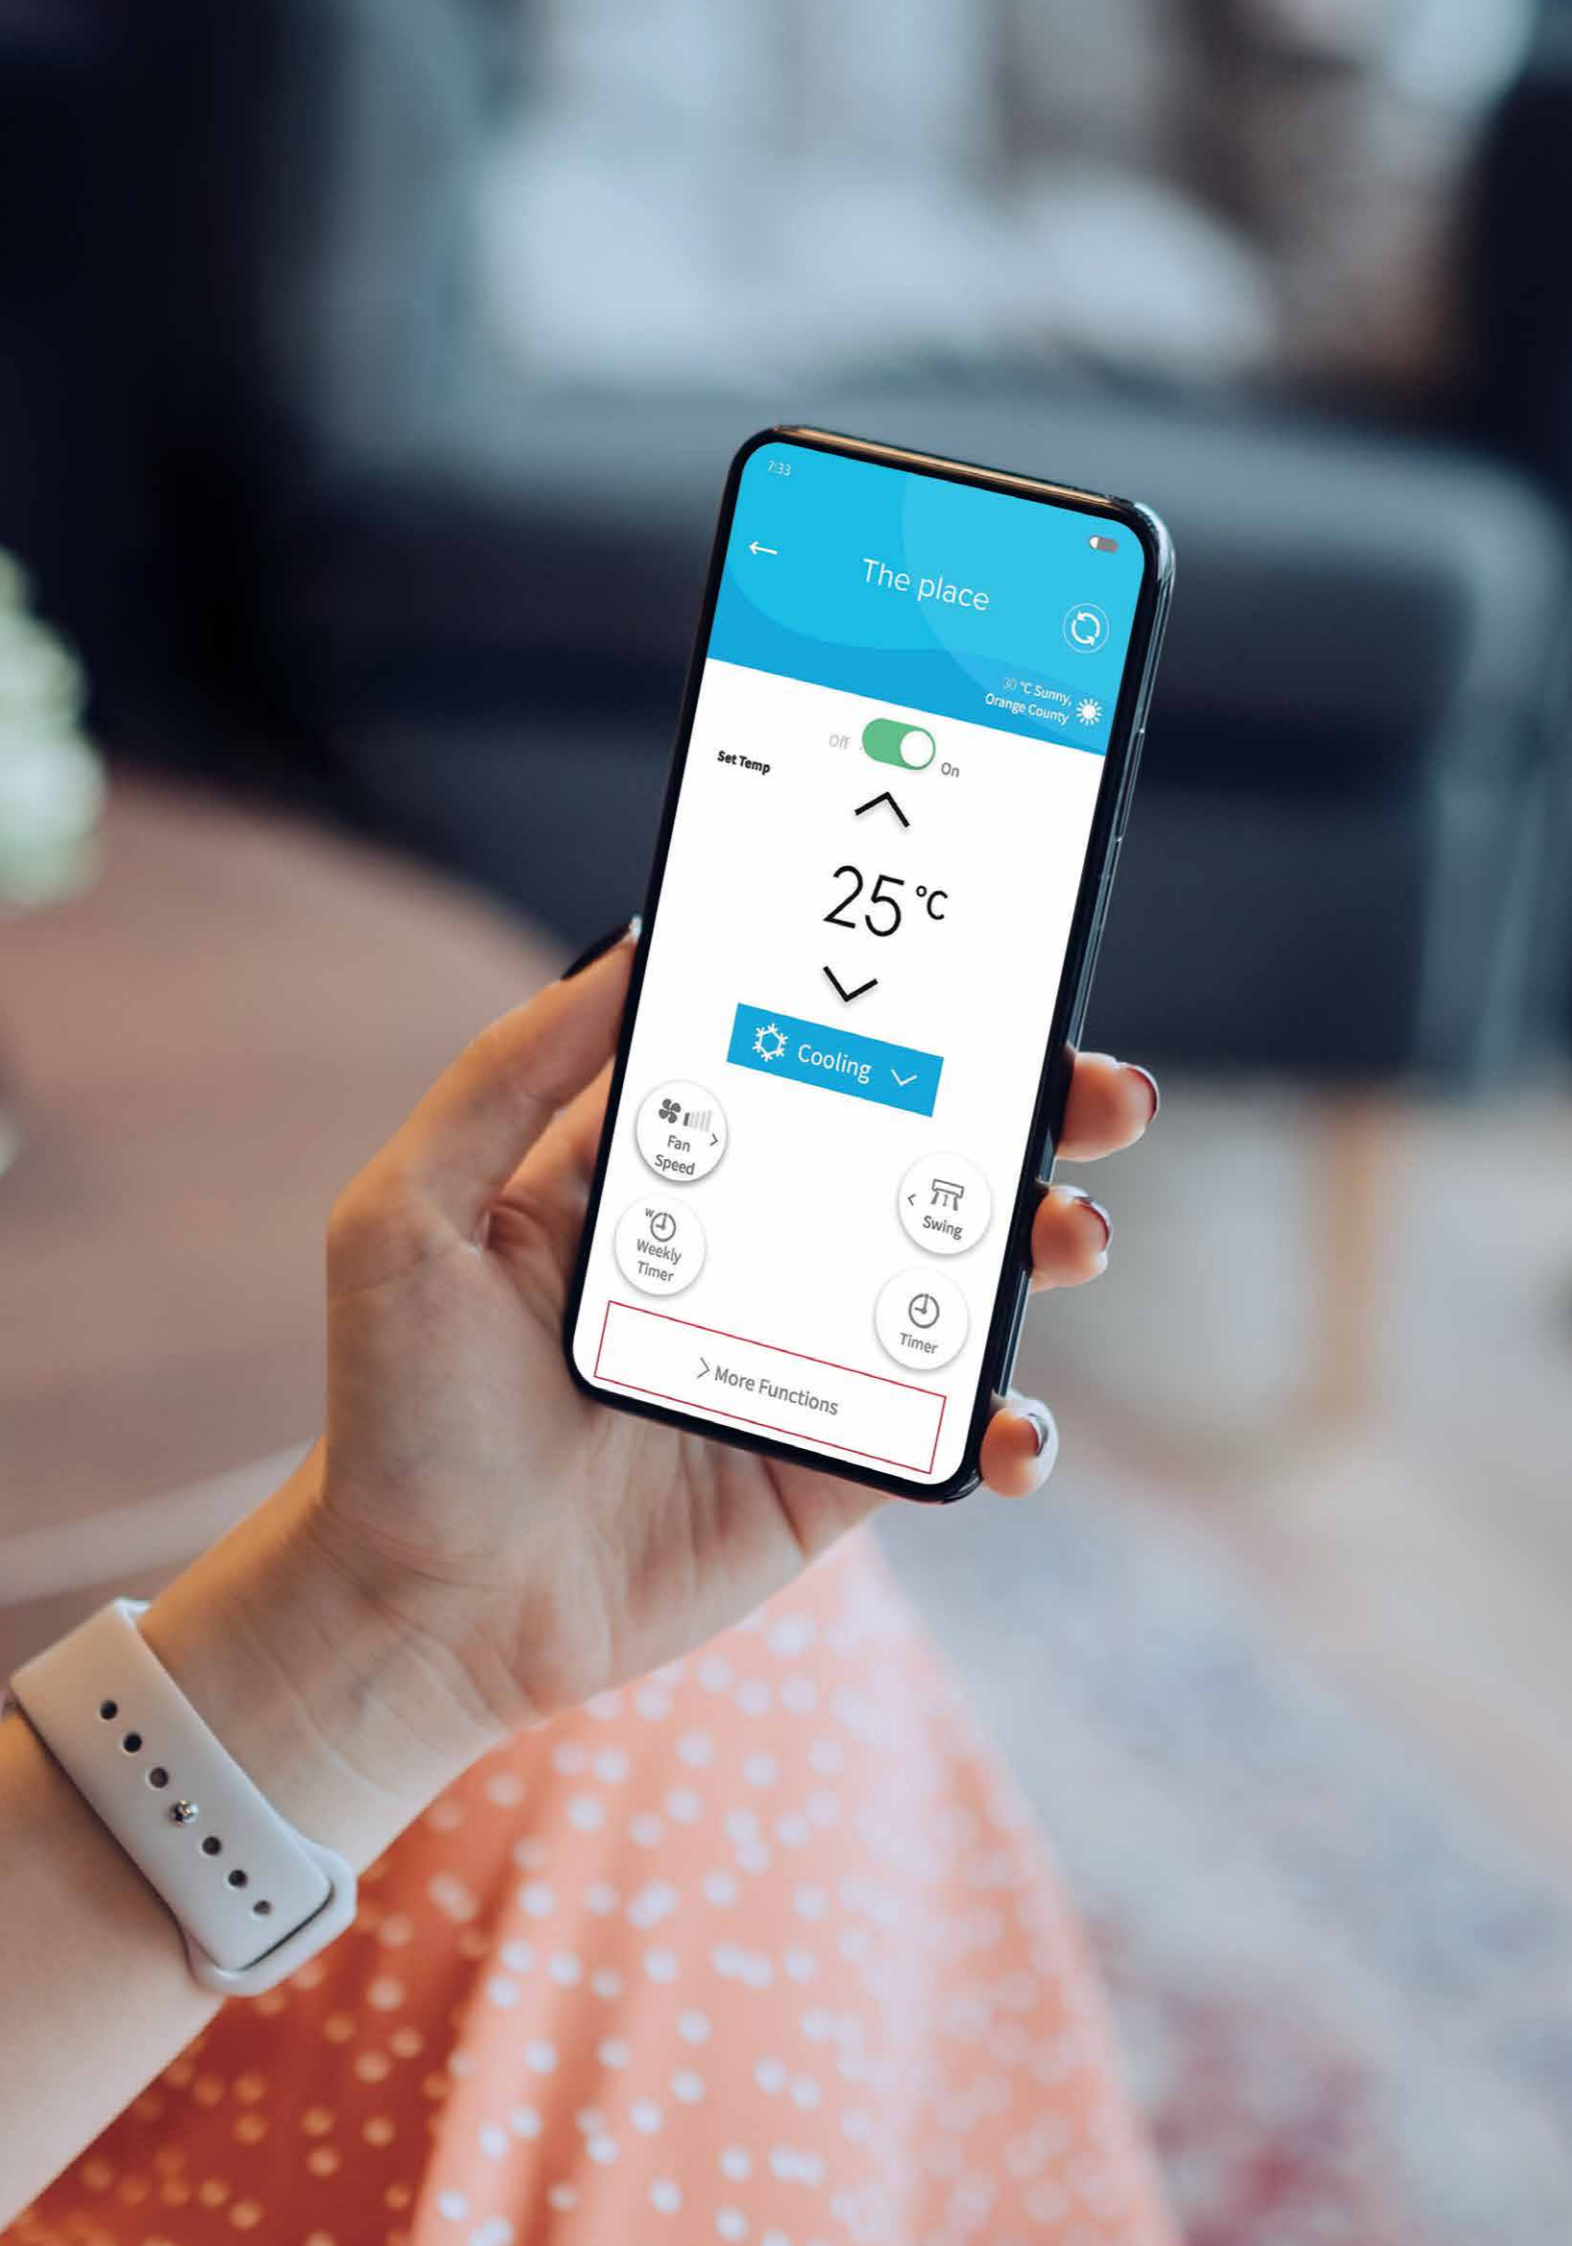 7:33
The place
30 °C Sunny,
Orange County
Off
On
Set Temp
25 °C
Cooling
Fan
Speed
Swing
W
Weekly
Timer
Timer
More Functions